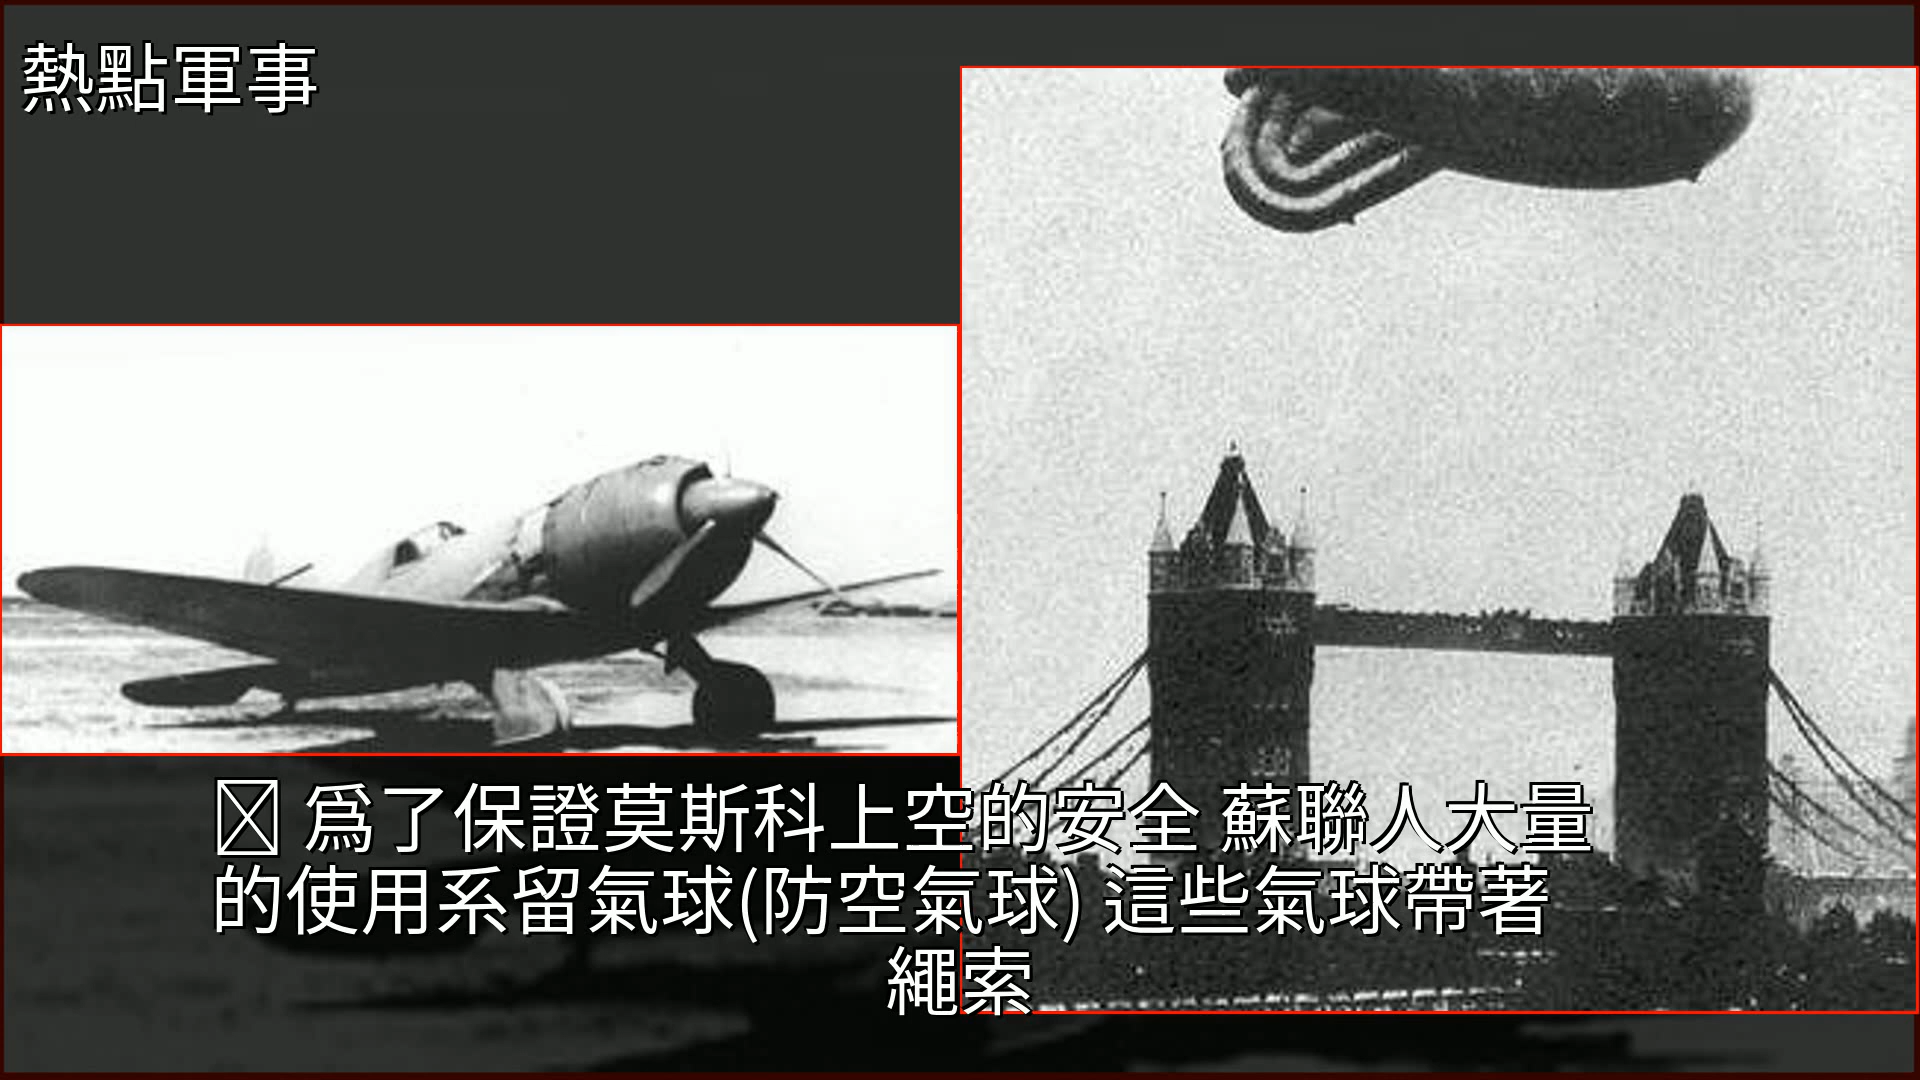 熱點軍事
爲了保證莫斯科上空的安全 蘇聯人大量
的使用系留氣球(防空氣球) 這些氣球帶著
繩索